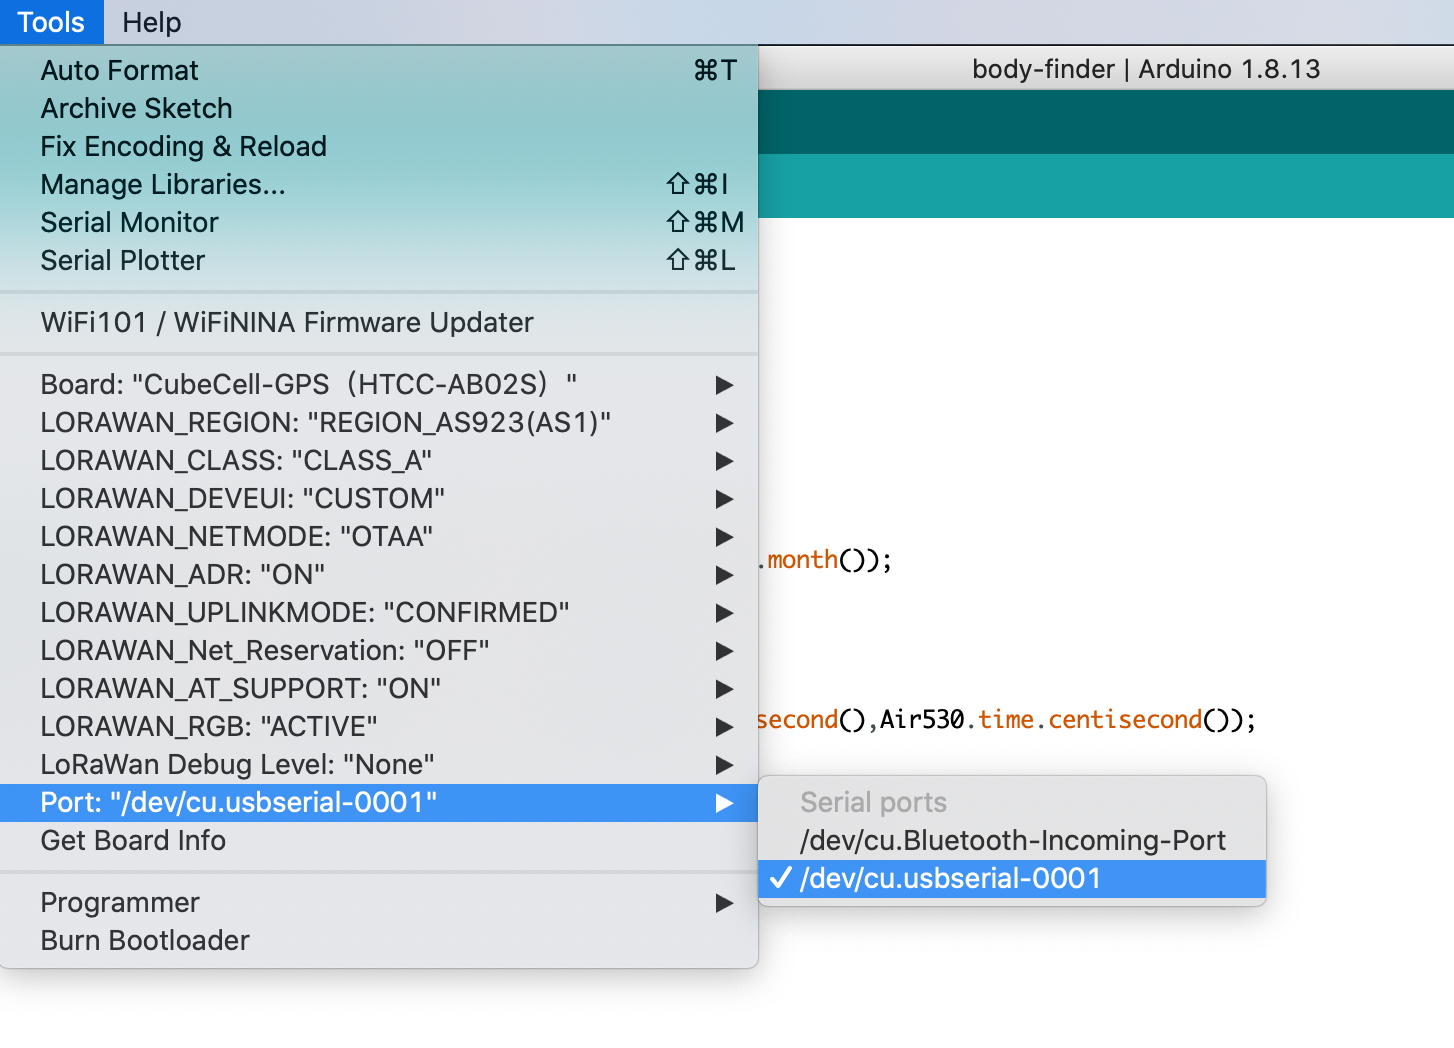 Tools Help
body-finder | Arduino 1.8.13
Auto Format ⌘T
Archive Sketch
Fix Encoding & Reload
Manage Libraries... ⇧⌘I
Serial Monitor ⇧⌘M
Serial Plotter ⇧⌘L
WiFi101 / WiFiNINA Firmware Updater
Board: "CubeCell-GPS（HTCC-AB02S）"
LORAWAN_REGION: "REGION_AS923(AS1)"
LORAWAN_CLASS: "CLASS_A"
LORAWAN_DEVEUI: "CUSTOM"
LORAWAN_NETMODE: "OTAA"
.month());
LORAWAN_ADR: "ON"
LORAWAN_UPLINKMODE: "CONFIRMED"
LORAWAN_Net_Reservation: "OFF"
LORAWAN_AT_SUPPORT: "ON"
LORAWAN_RGB: "ACTIVE"
second(),Air530.time.centisecond());
LoRaWan Debug Level: "None"
Port: "/dev/cu.usbserial-0001"
Serial ports
/dev/cu.Bluetooth-Incoming-Port
✓ /dev/cu.usbserial-0001
Get Board Info
Programmer
Burn Bootloader